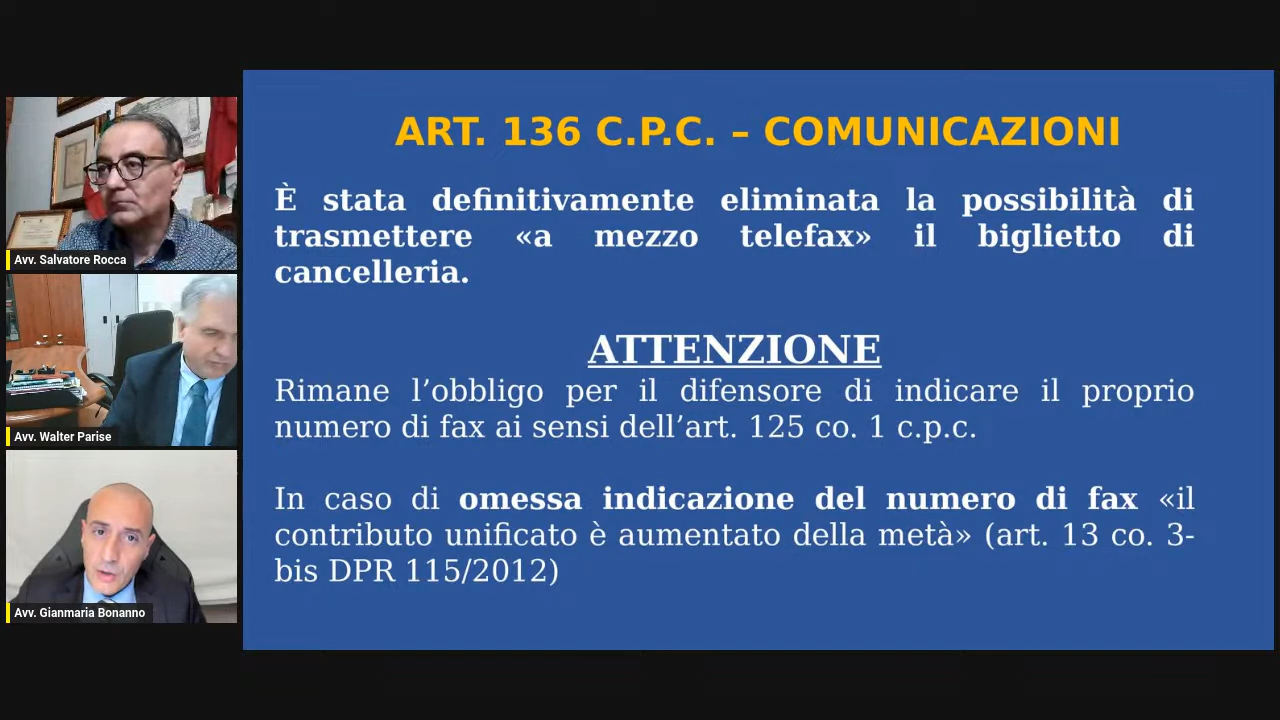 ART. 136 C.P.C. – COMUNICAZIONI
È stata definitivamente eliminata la possibilità di
trasmettere «a mezzo telefax» il biglietto di
cancelleria.
ATTENZIONE
Rimane l’obbligo per il difensore di indicare il proprio
numero di fax ai sensi dell’art. 125 co. 1 c.p.c.
In caso di omessa indicazione del numero di fax «il
contributo unificato è aumentato della metà» (art. 13 co. 3-
bis DPR 115/2012)
Avv. Salvatore Rocca
Avv. Walter Parise
Avv. Gianmaria Bonanno